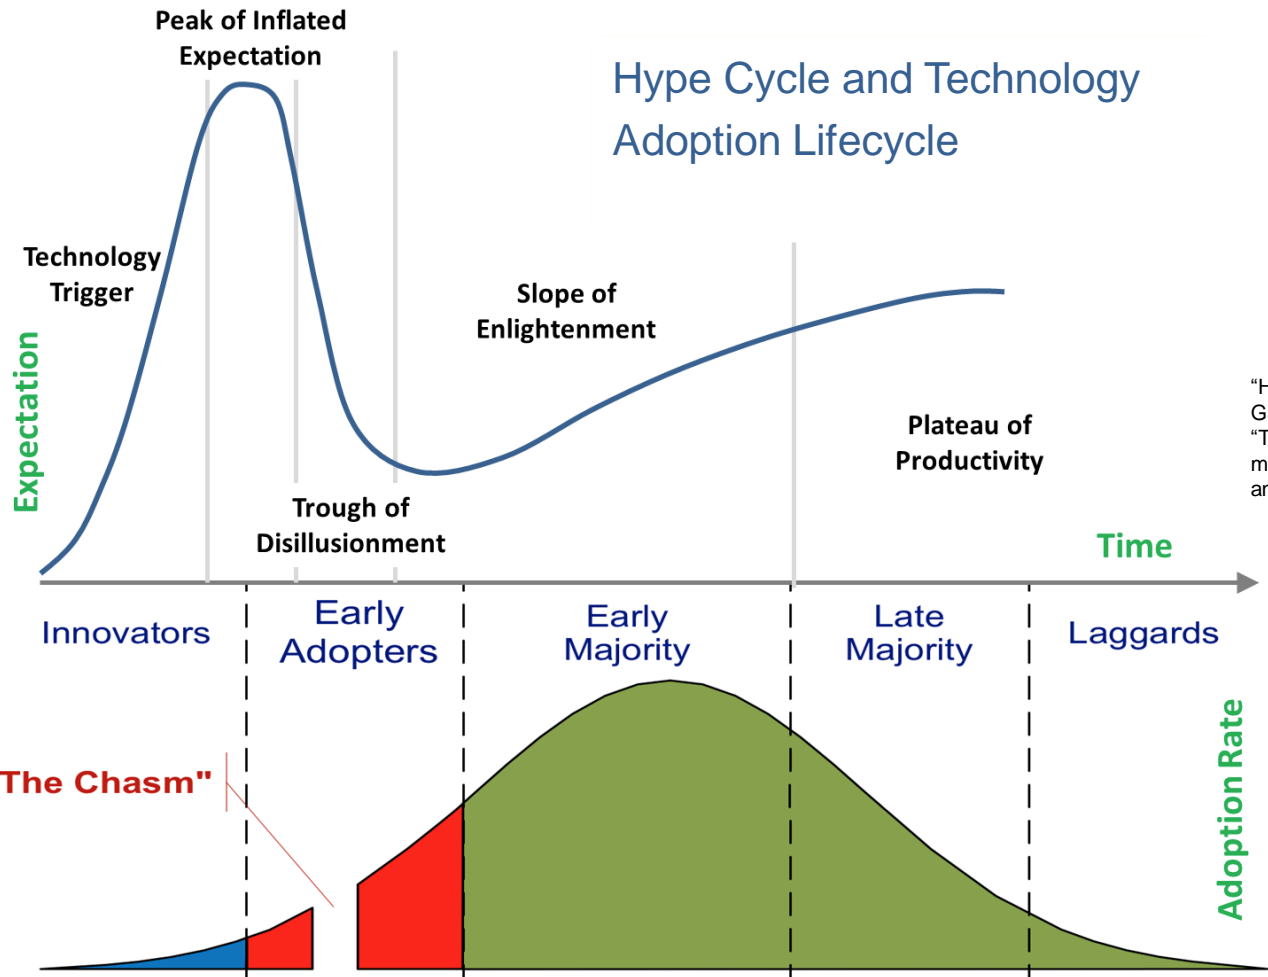 Peak of Inflated
Expectation
Hype Cycle and Technology
Adoption Lifecycle
Technology
Trigger
Slope of
Enlightenment
Expectation
Plateau of
Productivity
Trough of
Disillusionment
Time
Innovators
Early
Adopters
Early
Majority
Late
Majority
Laggards
The Chasm"
Adoption Rate